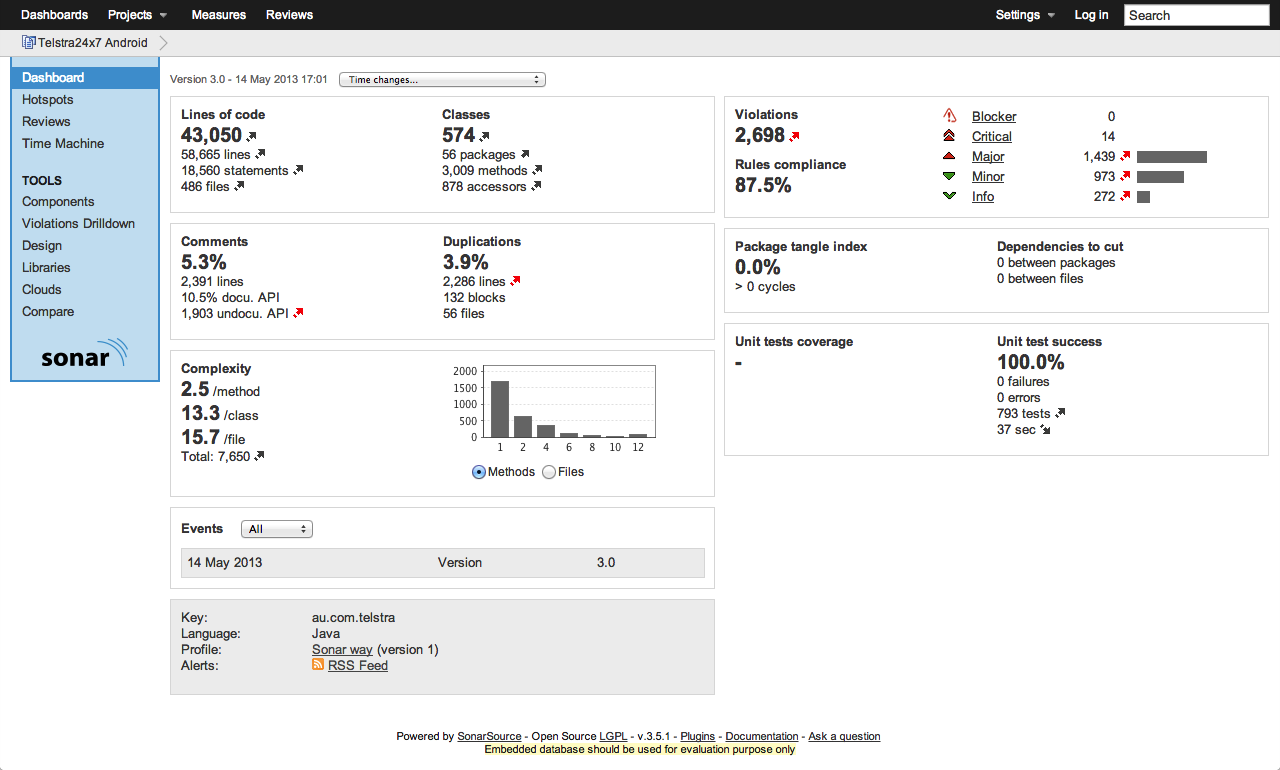 Dashboards Projects Measures Reviews Settings Log in Search
Telstra24x7 Android
Dashboard
Hotspots
Reviews
Time Machine
TOOLS
Components
Violations Drilldown
Design
Libraries
Clouds
Compare
sonar
Version 3.0 - 14 May 2013 17:01 Time changes...
Lines of code
43,050
58,665 lines
18,560 statements
486 files
Classes
574
56 packages
3,009 methods
878 accessors
Comments
5.3%
2,391 lines
10.5% docu. API
1,903 undocu. API
Duplications
3.9%
2,286 lines
132 blocks
56 files
Complexity
2.5 /method
13.3 /class
15.7 /file
Total: 7,650
2000
1500
1000
500
0
1 2 4 6 8 10 12
Methods Files
Events All
14 May 2013 Version 3.0
Key: au.com.telstra
Language: Java
Profile: Sonar way (version 1)
Alerts: RSS Feed
Violations
2,698
Rules compliance
87.5%
Blocker 0
Critical 14
Major 1,439
Minor 973
Info 272
Package tangle index
0.0%
> 0 cycles
Dependencies to cut
0 between packages
0 between files
Unit tests coverage
-
Unit test success
100.0%
0 failures
0 errors
793 tests
37 sec
Powered by SonarSource - Open Source LGPL - v.3.5.1 - Plugins - Documentation - Ask a question
Embedded database should be used for evaluation purpose only